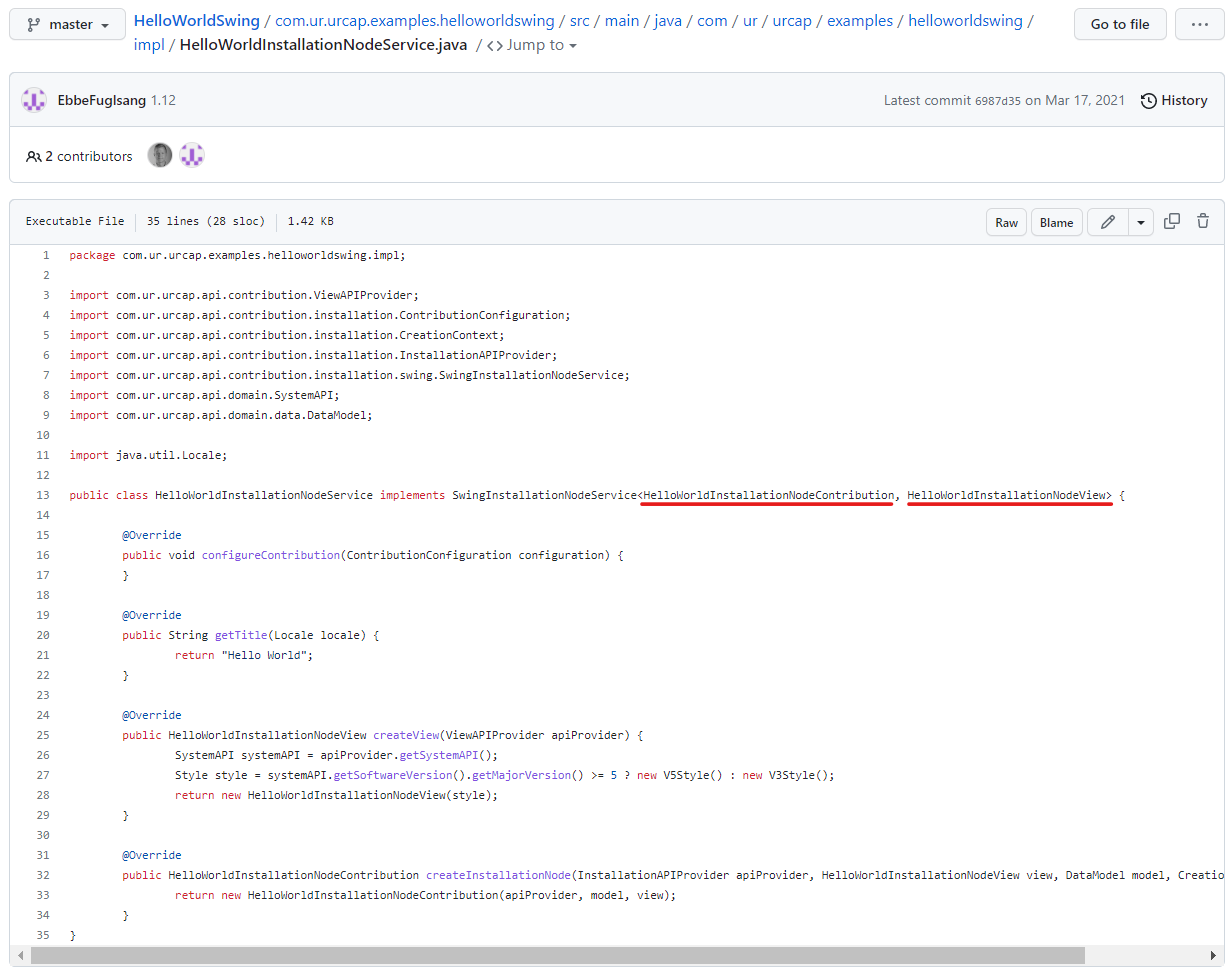 master
HelloWorldSwing / com.ur.urcap.examples.helloworldswing / src / main / java / com / ur / urcap / examples / helloworldswing /
impl / HelloWorldInstallationNodeService.java / <> Jump to
Go to file
...
EbbeFuglsang 1.12
Latest commit 6987d35 on Mar 17, 2021
History
2 contributors
Executable File
35 lines (28 sloc)
1.42 KB
Raw
Blame
1 package com.ur.urcap.examples.helloworldswing.impl;
2
3 import com.ur.urcap.api.contribution.ViewAPIProvider;
4 import com.ur.urcap.api.contribution.installation.ContributionConfiguration;
5 import com.ur.urcap.api.contribution.installation.CreationContext;
6 import com.ur.urcap.api.contribution.installation.InstallationAPIProvider;
7 import com.ur.urcap.api.contribution.installation.swing.SwingInstallationNodeService;
8 import com.ur.urcap.api.domain.SystemAPI;
9 import com.ur.urcap.api.domain.data.DataModel;
10
11 import java.util.Locale;
12
13 public class HelloWorldInstallationNodeService implements SwingInstallationNodeService<HelloWorldInstallationNodeContribution, HelloWorldInstallationNodeView> {
14
15 @Override
16 public void configureContribution(ContributionConfiguration configuration) {
17 }
18
19 @Override
20 public String getTitle(Locale locale) {
21 return "Hello World";
22 }
23
24 @Override
25 public HelloWorldInstallationNodeView createView(ViewAPIProvider apiProvider) {
26 SystemAPI systemAPI = apiProvider.getSystemAPI();
27 Style style = systemAPI.getSoftwareVersion().getMajorVersion() >= 5 ? new V5Style() : new V3Style();
28 return new HelloWorldInstallationNodeView(style);
29 }
30
31 @Override
32 public HelloWorldInstallationNodeContribution createInstallationNode(InstallationAPIProvider apiProvider, HelloWorldInstallationNodeView view, DataModel model, Creatio
33 return new HelloWorldInstallationNodeContribution(apiProvider, model, view);
34 }
35 }